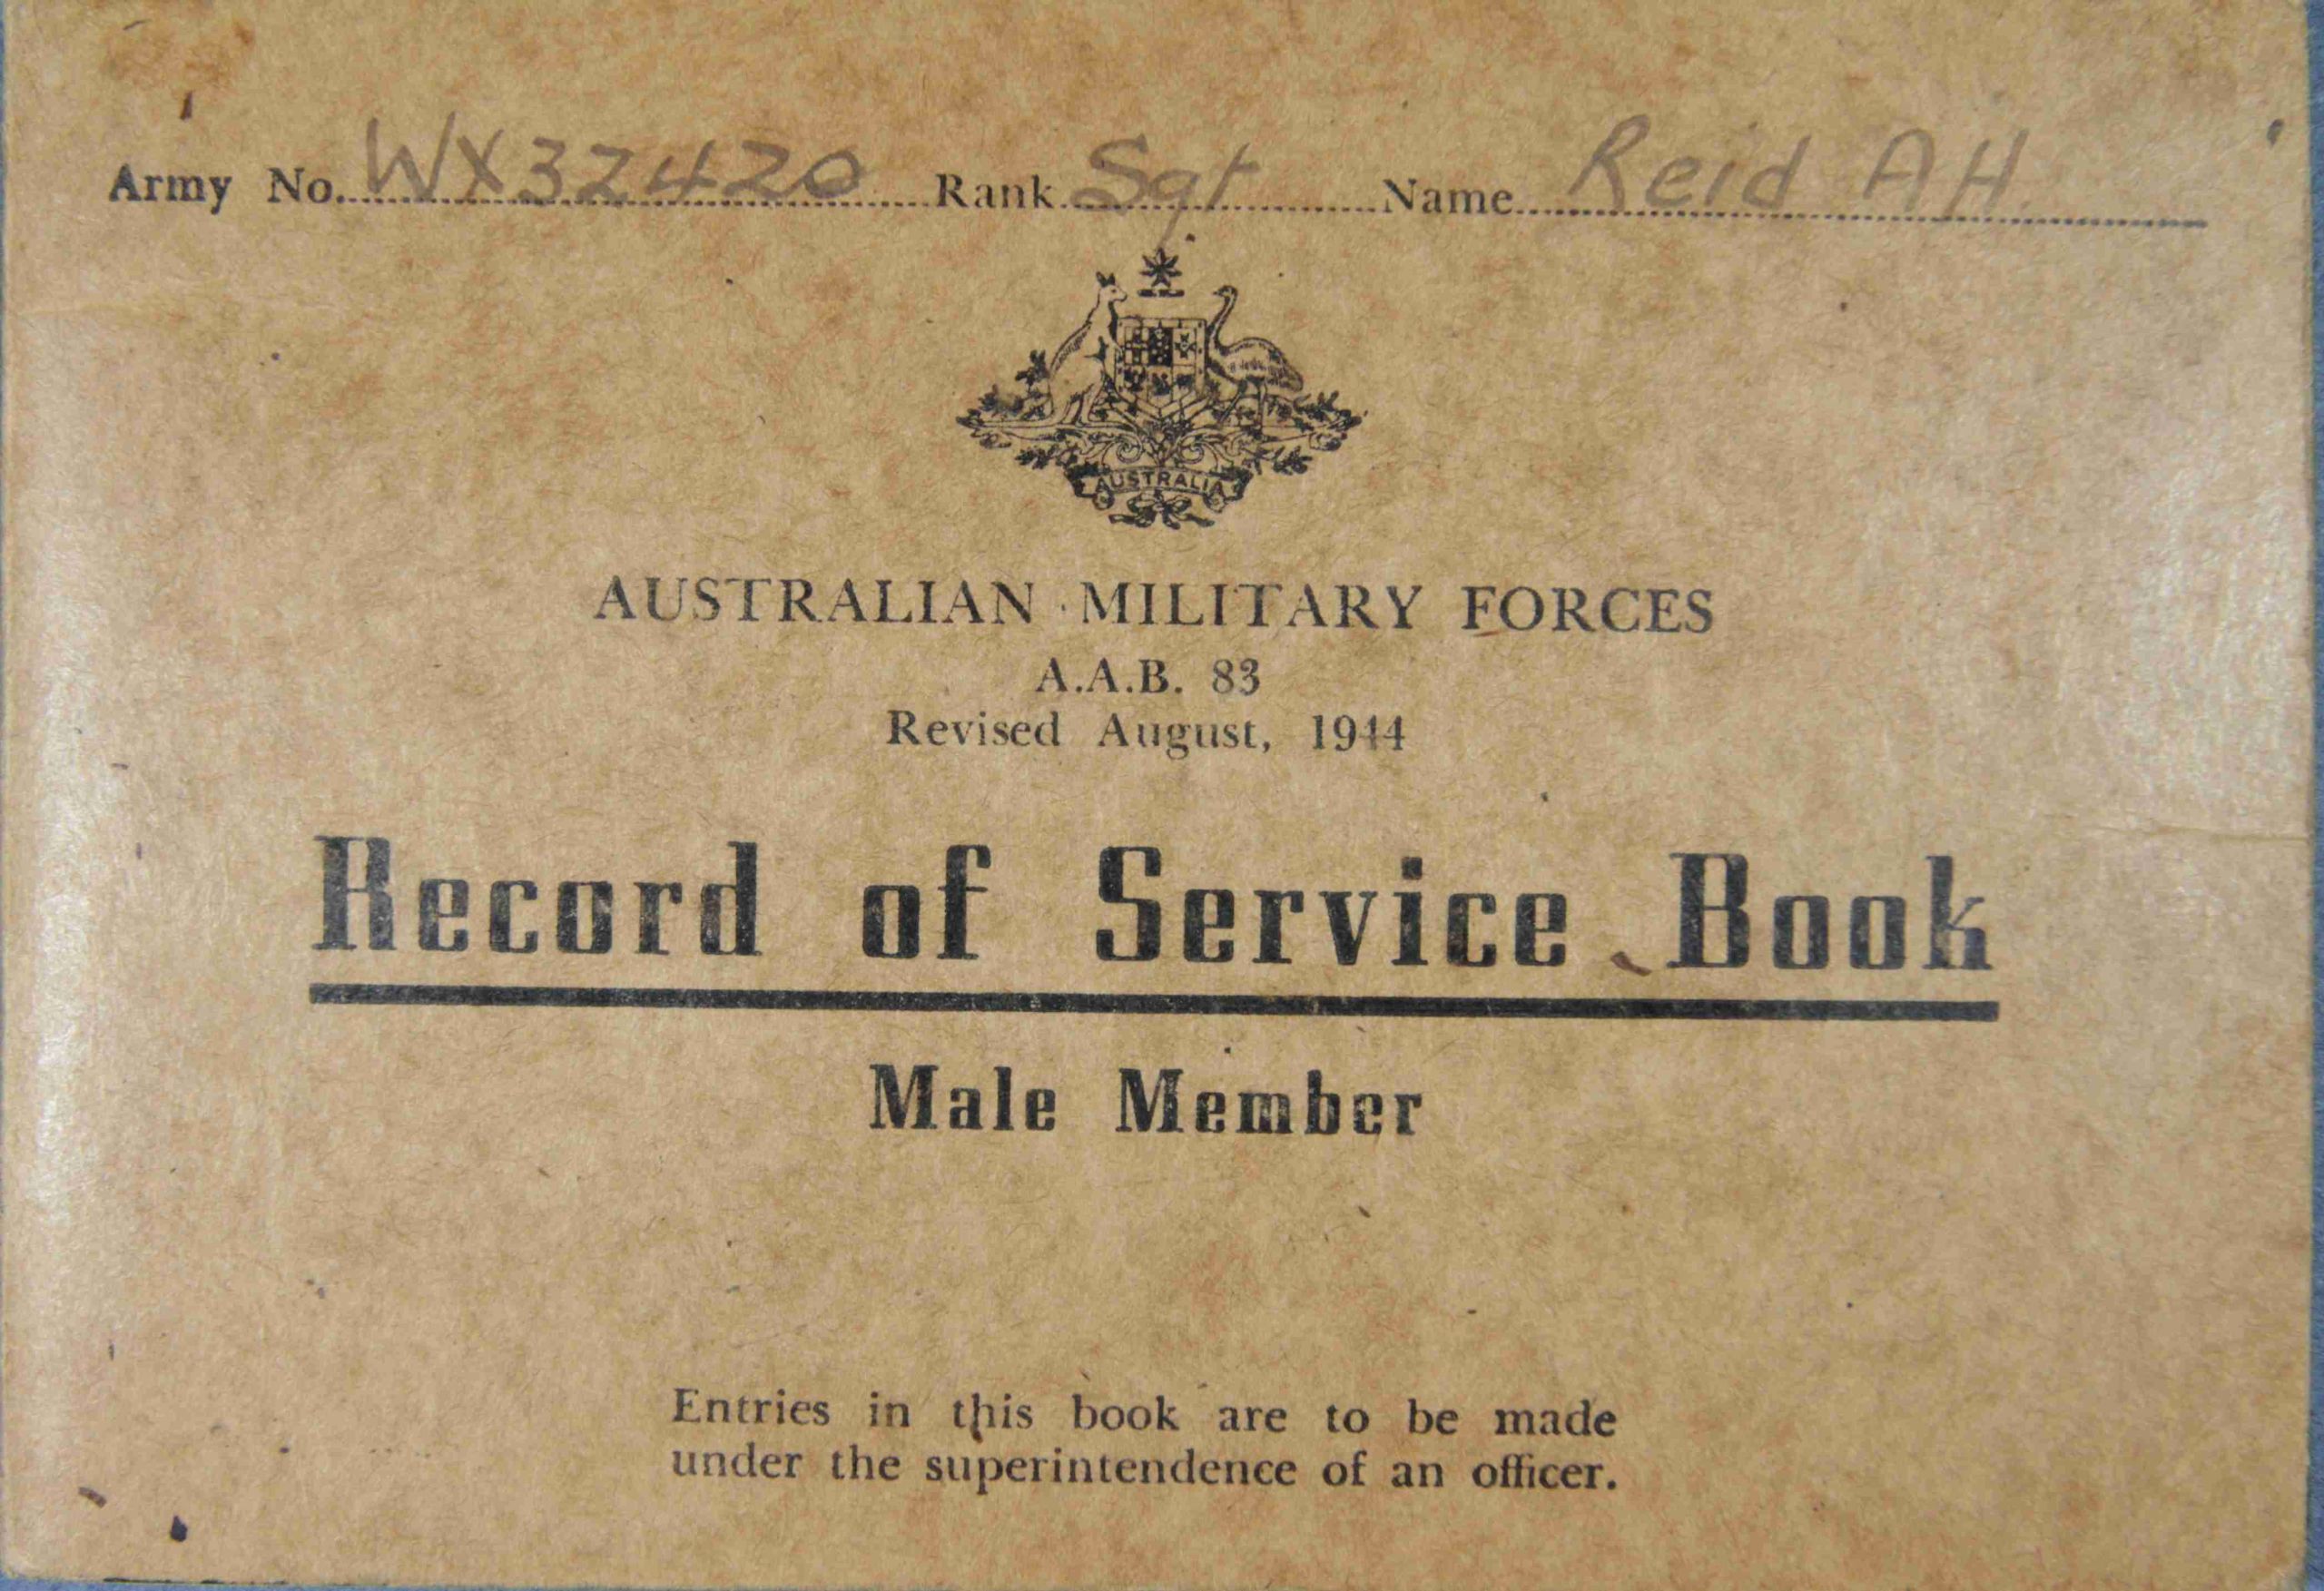 Army No. WX32420 Rank Sgt Name Reid AH
AUSTRALIA
AUSTRALIAN MILITARY FORCES
A.A.B. 83
Revised August, 1944
Record of Service Book
Male Member
Entries in this book are to be made
under the superintendence of an officer.